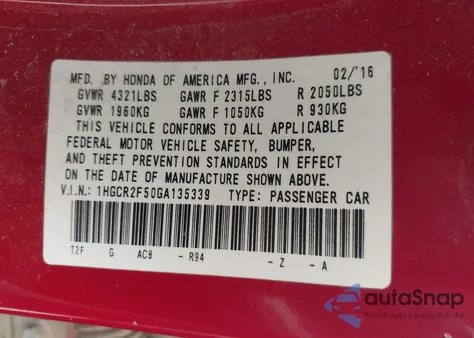 MFD. BY HONDA OF AMERICA MFG., INC. 02/'16
GVWR 4321LBS GAWR F 2315LBS R 2050LBS
GVWR 1960KG GAWR F 1050KG R 930KG
THIS VEHICLE CONFORMS TO ALL APPLICABLE
FEDERAL MOTOR VEHICLE SAFETY, BUMPER,
AND THEFT PREVENTION STANDARDS IN EFFECT
ON THE DATE OF MANUFACTURE SHOWN ABOVE.
V.I.N.: 1HGCR2F50GA135339 TYPE: PASSENGER CAR
T2F G AC8 - R94 - Z - A
autoSnap